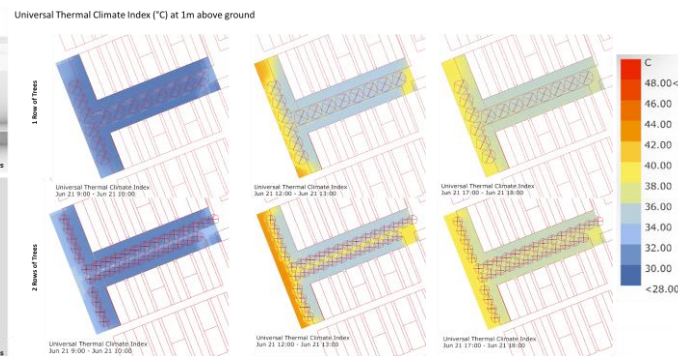 Universal Thermal Climate Index (°C) at 1m above ground
1 Row of Trees
Universal Thermal Climate Index
Jun 21 9:00 - Jun 21 10:00
Universal Thermal Climate Index
Jun 21 12:00 - Jun 21 13:00
Universal Thermal Climate Index
Jun 21 17:00 - Jun 21 18:00
2 Rows of Trees
Universal Thermal Climate Index
Jun 21 9:00 - Jun 21 10:00
Universal Thermal Climate Index
Jun 21 12:00 - Jun 21 13:00
Universal Thermal Climate Index
Jun 21 17:00 - Jun 21 18:00
C
48.00<
46.00
44.00
42.00
40.00
38.00
36.00
34.00
32.00
30.00
<28.00
s
s